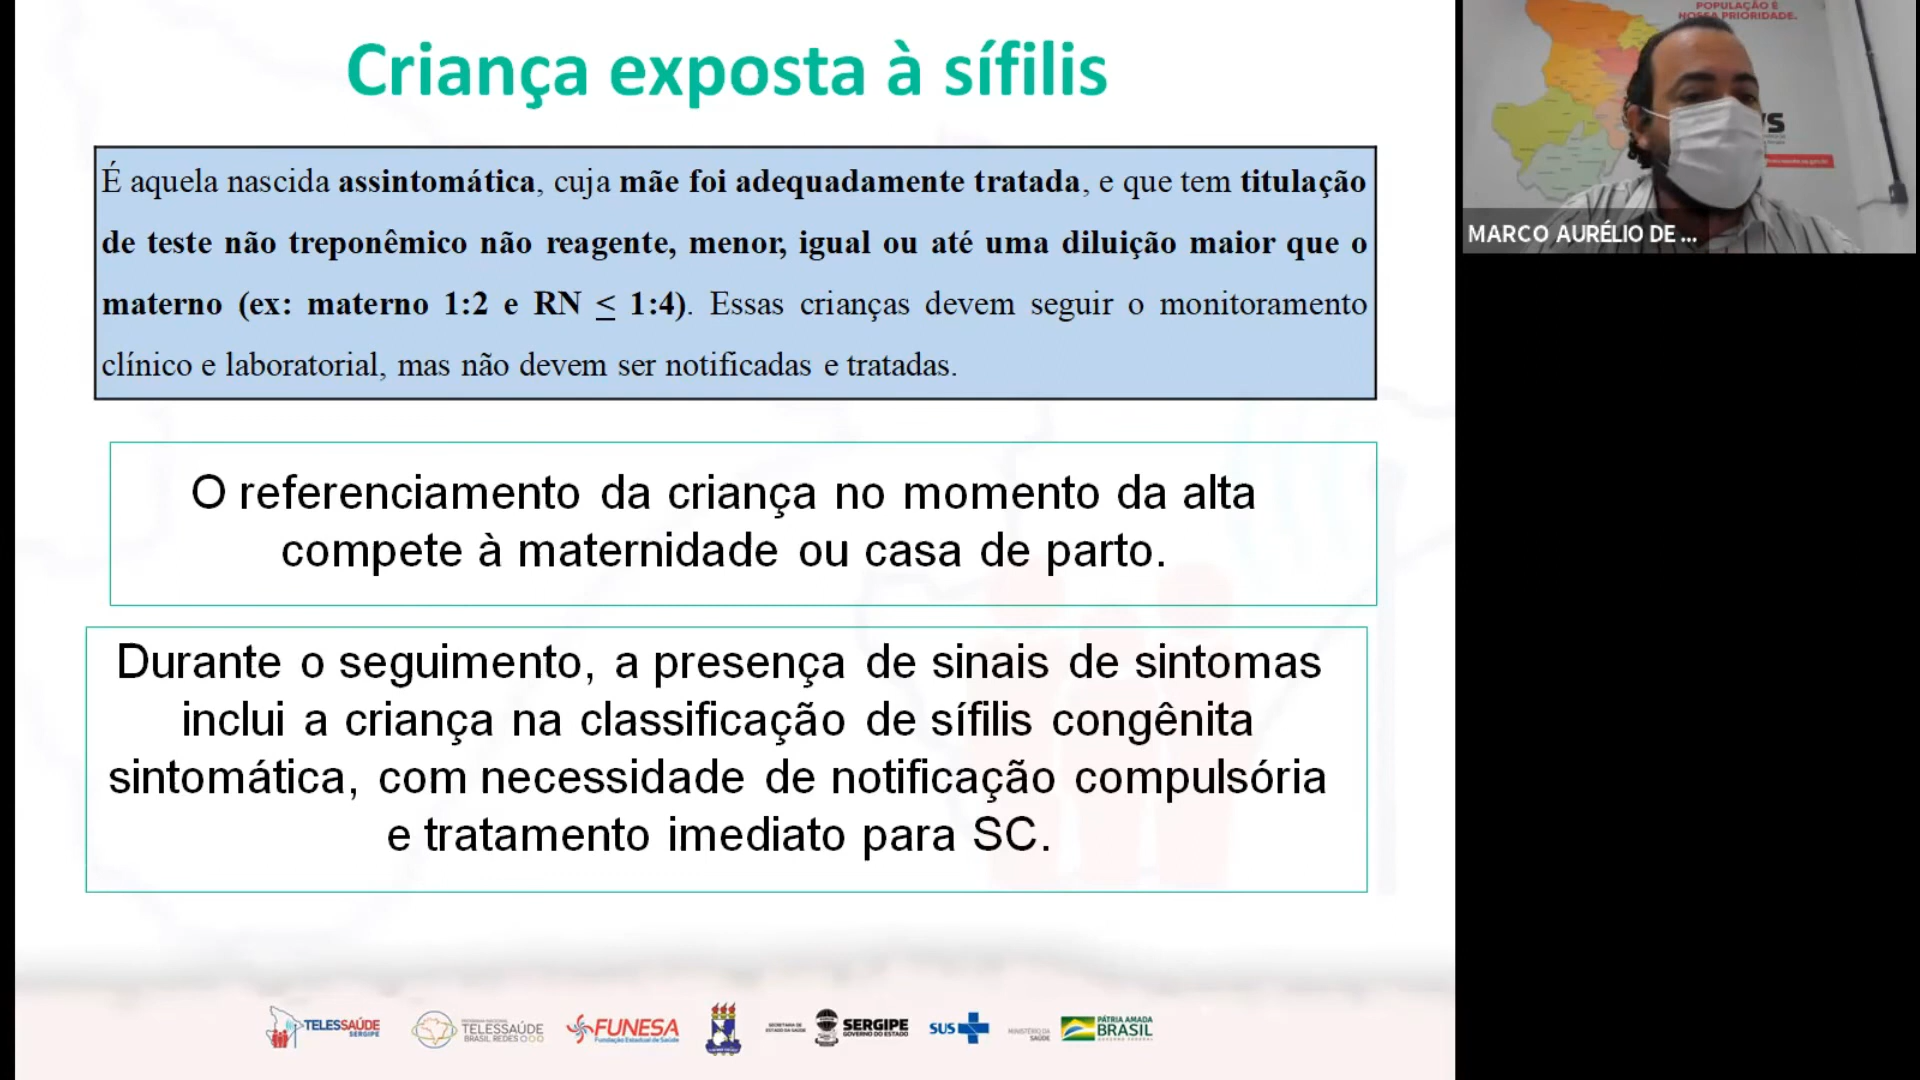 Criança exposta à sífilis
É aquela nascida assintomática, cuja mãe foi adequadamente tratada, e que tem titulação
de teste não treponêmico não reagente, menor, igual ou até uma diluição maior que o
materno (ex: materno 1:2 e RN ≤ 1:4). Essas crianças devem seguir o monitoramento
clínico e laboratorial, mas não devem ser notificadas e tratadas.
O referenciamento da criança no momento da alta
compete à maternidade ou casa de parto.
Durante o seguimento, a presença de sinais de sintomas
inclui a criança na classificação de sífilis congênita
sintomática, com necessidade de notificação compulsória
e tratamento imediato para SC.
POPULAÇÃO É
NOSSA PRIORIDADE.
MARCO AURÉLIO DE ...
TELESSAÚDE
SERGIPE
TELESSAÚDE
BRASIL REDES
FUNESA
Fundação Estadual de Saúde
SECRETARIA DE
ESTADO DA SAÚDE
SERGIPE
GOVERNO DO ESTADO
SUS
MINISTÉRIO DA
SAÚDE
PÁTRIA AMADA
BRASIL
GOVERNO FEDERAL